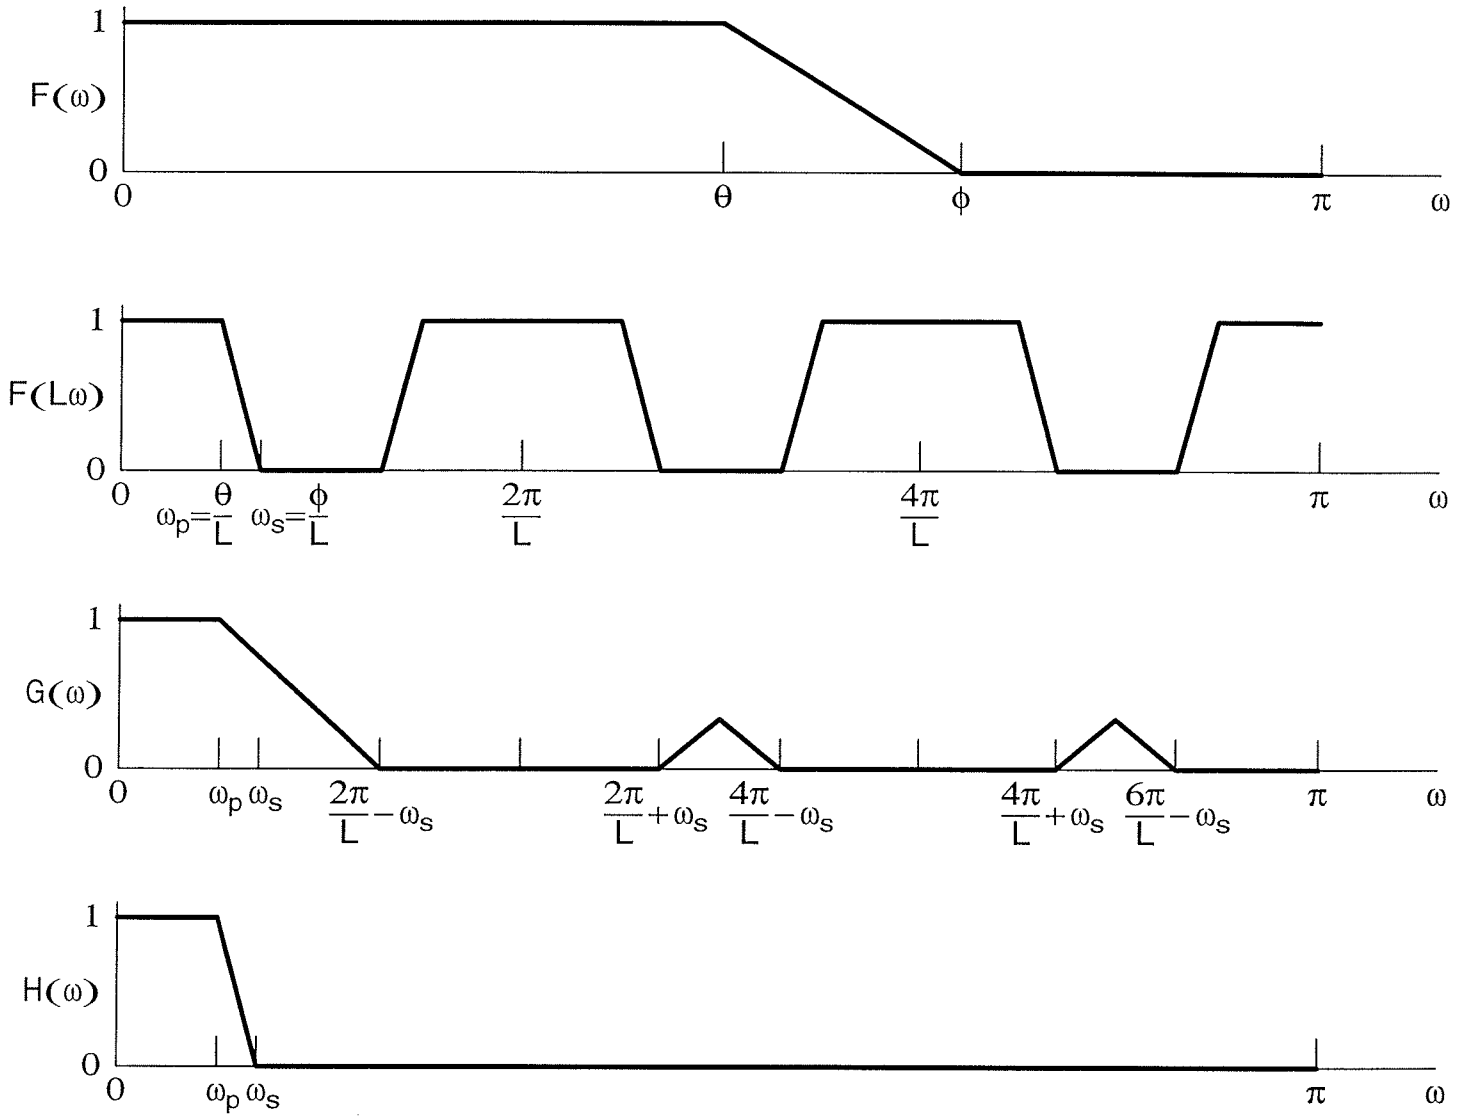 1
F(ω)
0
0 θ ϕ π ω
1
F(Lω)
0
0 ωp=θ/L ωs=ϕ/L 2π/L 4π/L π ω
1
G(ω)
0
0 ωp ωs 2π/L−ωs 2π/L+ωs 4π/L−ωs 4π/L+ωs 6π/L−ωs π ω
1
H(ω)
0
0 ωp ωs π ω